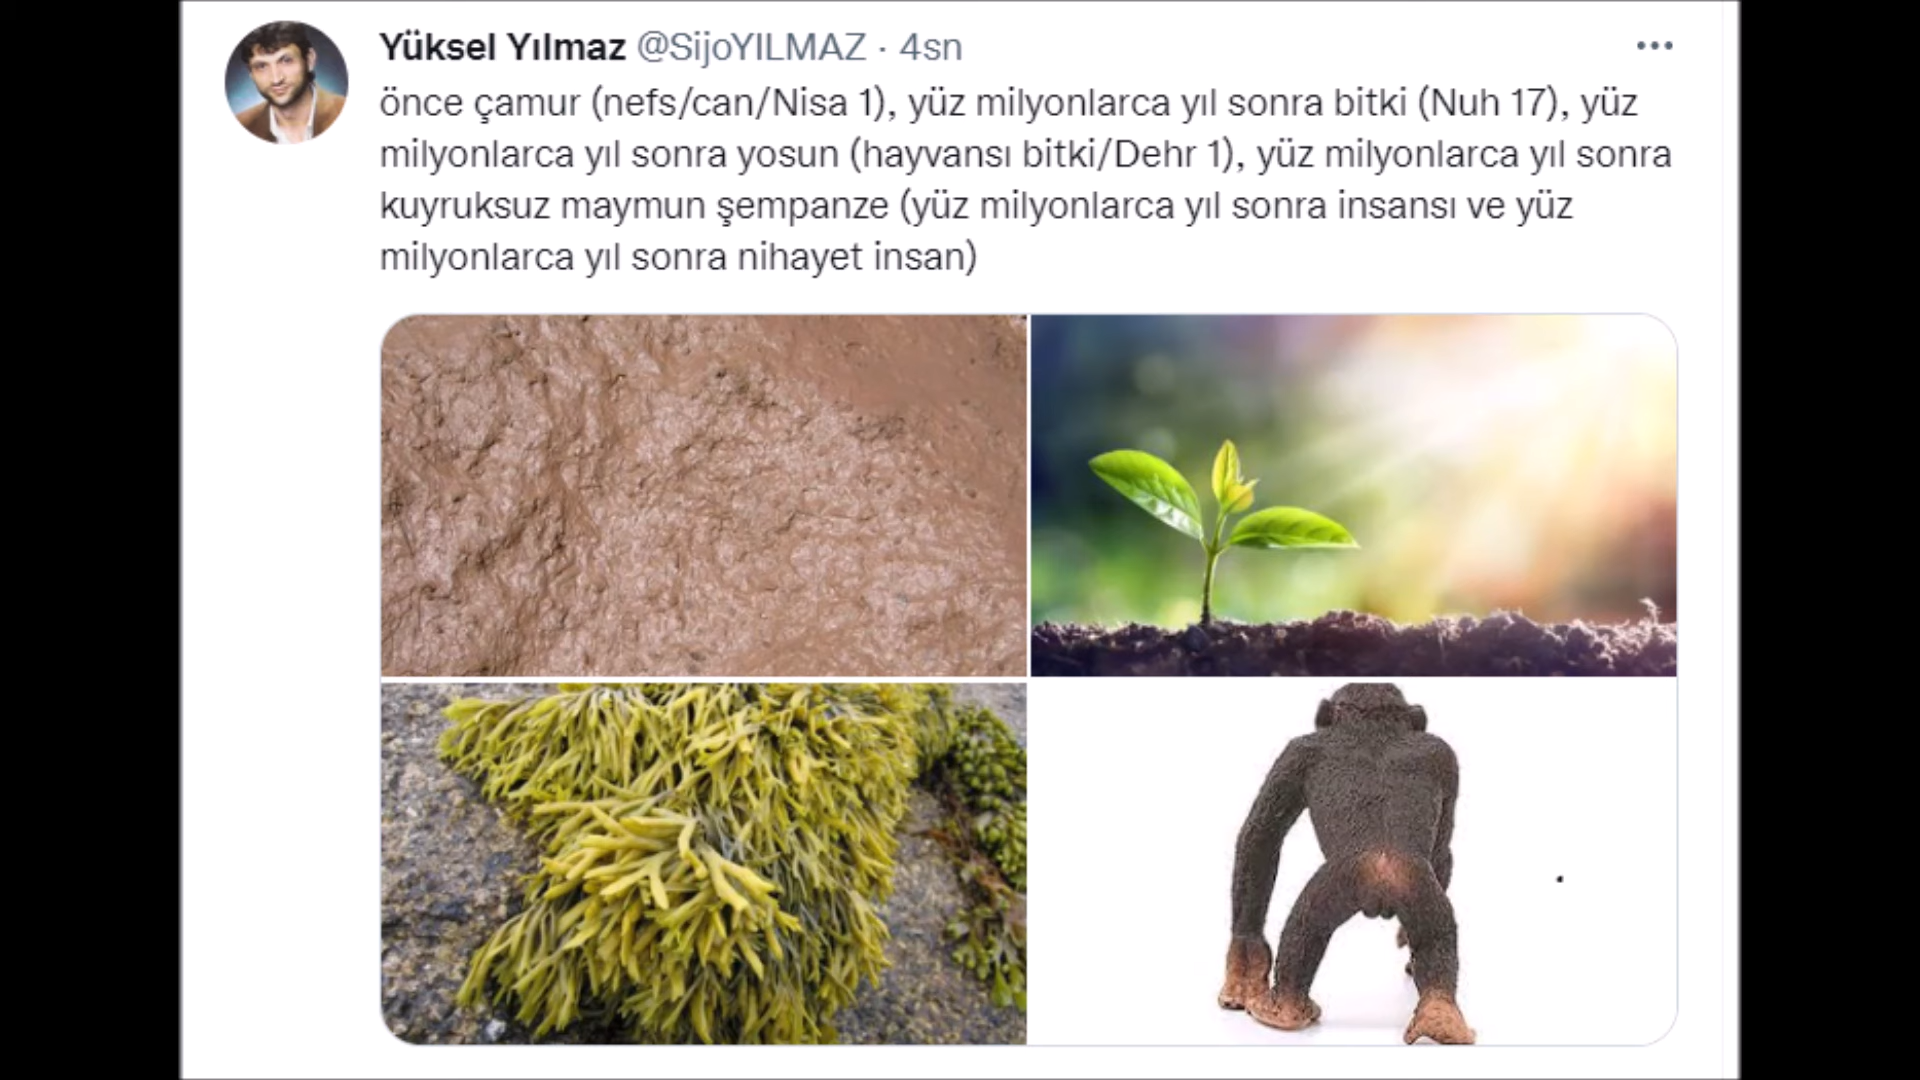 Yüksel Yılmaz @SijoYILMAZ · 4sn
önce çamur (nefs/can/Nisa 1), yüz milyonlarca yıl sonra bitki (Nuh 17), yüz
milyonlarca yıl sonra yosun (hayvansı bitki/Dehr 1), yüz milyonlarca yıl sonra
kuyruksuz maymun şempanze (yüz milyonlarca yıl sonra insansı ve yüz
milyonlarca yıl sonra nihayet insan)